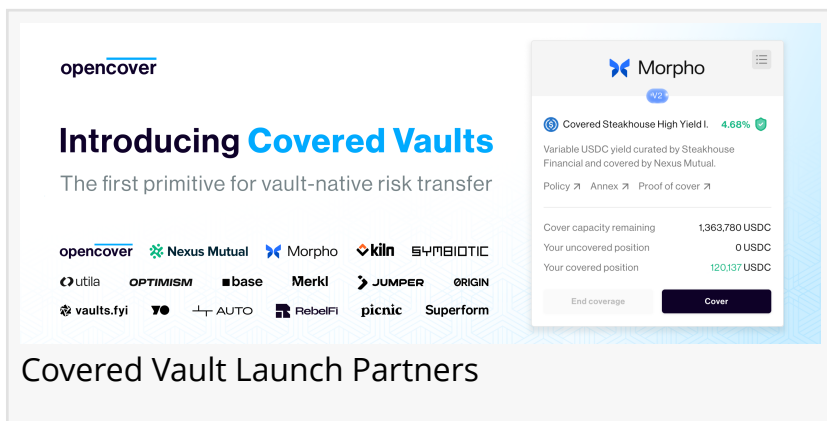 opencover
Introducing Covered Vaults
The first primitive for vault-native risk transfer
opencover Nexus Mutual Morpho kiln SYMBIOTIC
utila OPTIMISM base Merkl JUMPER ORIGIN
vaults.fyi YO AUTO RebelFi picnic Superform
Morpho
V2
Covered Steakhouse High Yield I. 4.68%
Variable USDC yield curated by Steakhouse
Financial and covered by Nexus Mutual.
Policy ↗ Annex ↗ Proof of cover ↗
Cover capacity remaining 1,363,780 USDC
Your uncovered position 0 USDC
Your covered position 120,137 USDC
End coverage Cover
Covered Vault Launch Partners